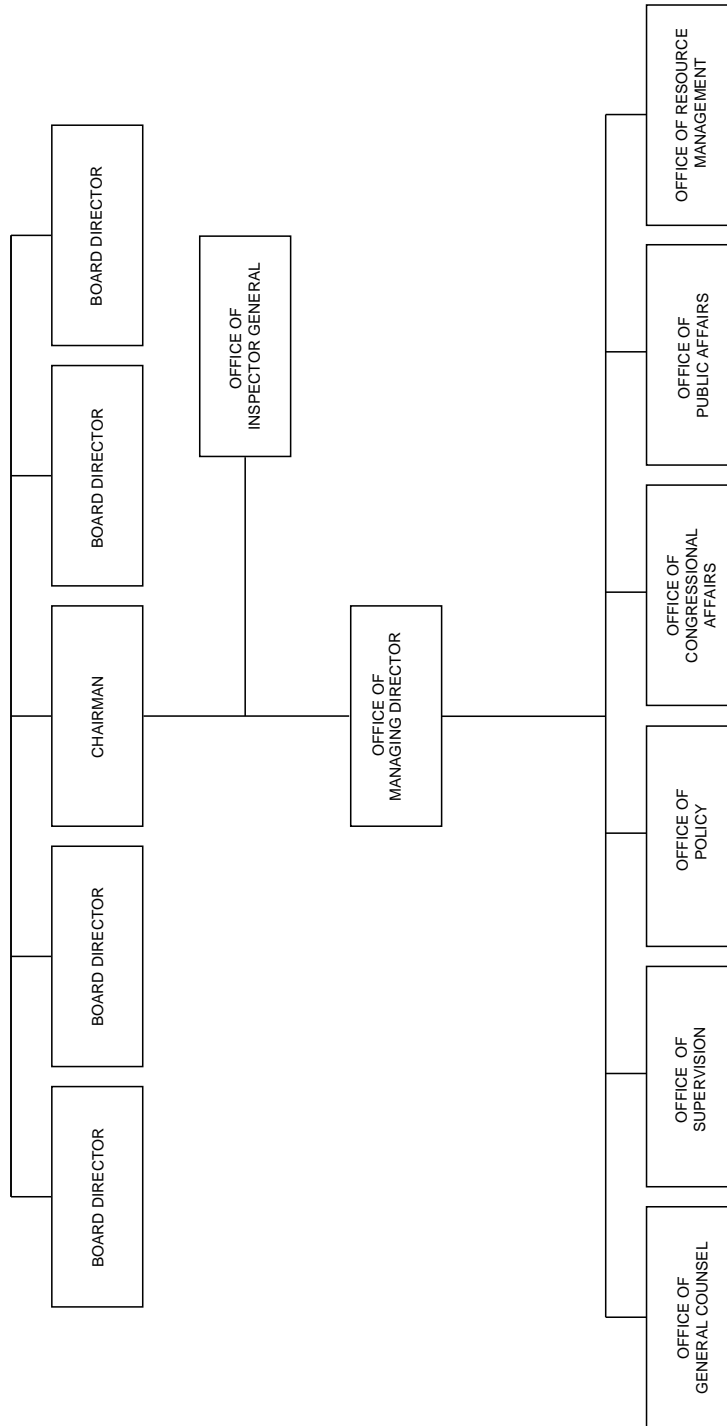 BOARD DIRECTOR
BOARD DIRECTOR
CHAIRMAN
BOARD DIRECTOR
BOARD DIRECTOR
OFFICE OF
INSPECTOR GENERAL
OFFICE OF
MANAGING DIRECTOR
OFFICE OF
GENERAL COUNSEL
OFFICE OF
SUPERVISION
OFFICE OF
POLICY
OFFICE OF
CONGRESSIONAL
AFFAIRS
OFFICE OF
PUBLIC AFFAIRS
OFFICE OF RESOURCE
MANAGEMENT